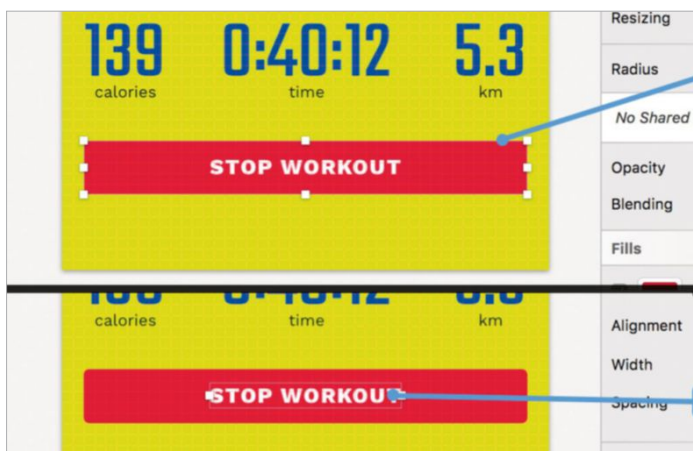 139 0:40:12 5.3
calories time km
STOP WORKOUT
Resizing
Radius
No Shared
Opacity
Blending
Fills
calories time km
STOP WORKOUT
Alignment
Width
Spacing